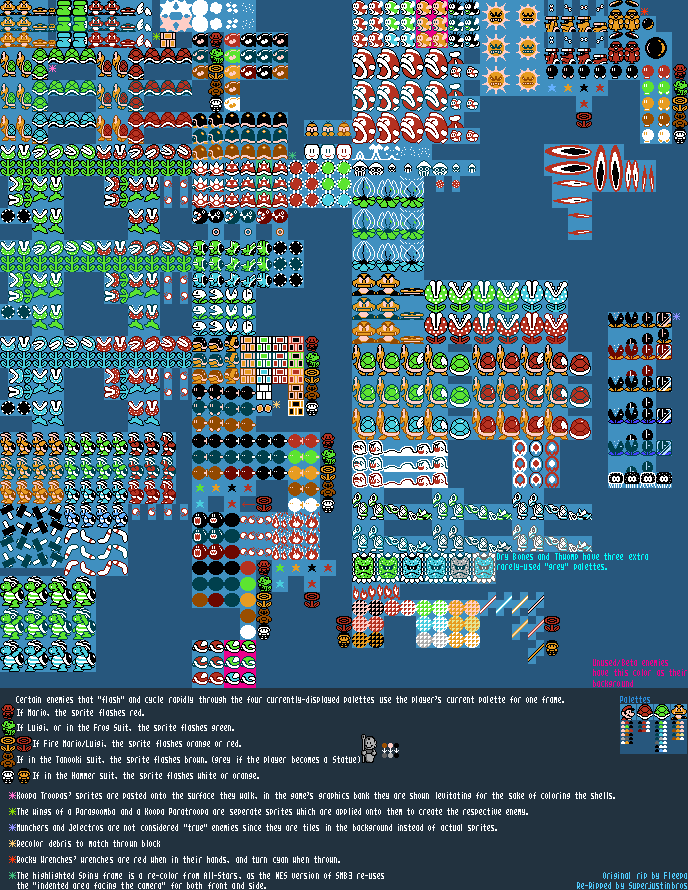 Dry Bones and Thwomp have three extra
rarely-used "grey" palettes.
Certain enemies that "flash" and cycle rapidly through the four currently-displayed palettes use the player's current palette for one frame.
Palettes
If Mario, the sprite flashes red.
If Luigi, or in the Frog Suit, the sprite flashes green.
If Fire Mario/Luigi, the sprite flashes orange or red.
If in the Tanooki suit, the sprite flashes brown. (grey if the player becomes a Statue)
If in the Hammer suit, the sprite flashes white or orange.
*Koopa Troopas' sprites are pasted onto the surface they walk, in the game's graphics bank they are shown levitating for the sake of coloring the shells.
*The wings of a Paragoomba and a Koopa Paratroopa are seperate sprites which are applied onto them to create the respective enemy.
*Munchers and Jelectros are not considered "true" enemies since they are tiles in the background instead of actual sprites.
*Recolor debris to match thrown block
*Rocky Wrenches' wrenches are red when in their hands, and turn cyan when thrown.
*The highlighted Spiny frame is a re-color from All-Stars, as the NES version of SMB3 re-uses
the "indented area facing the camera" for both front and side.
Original rip by Fleepa
Re-Ripped by Superjustinbros